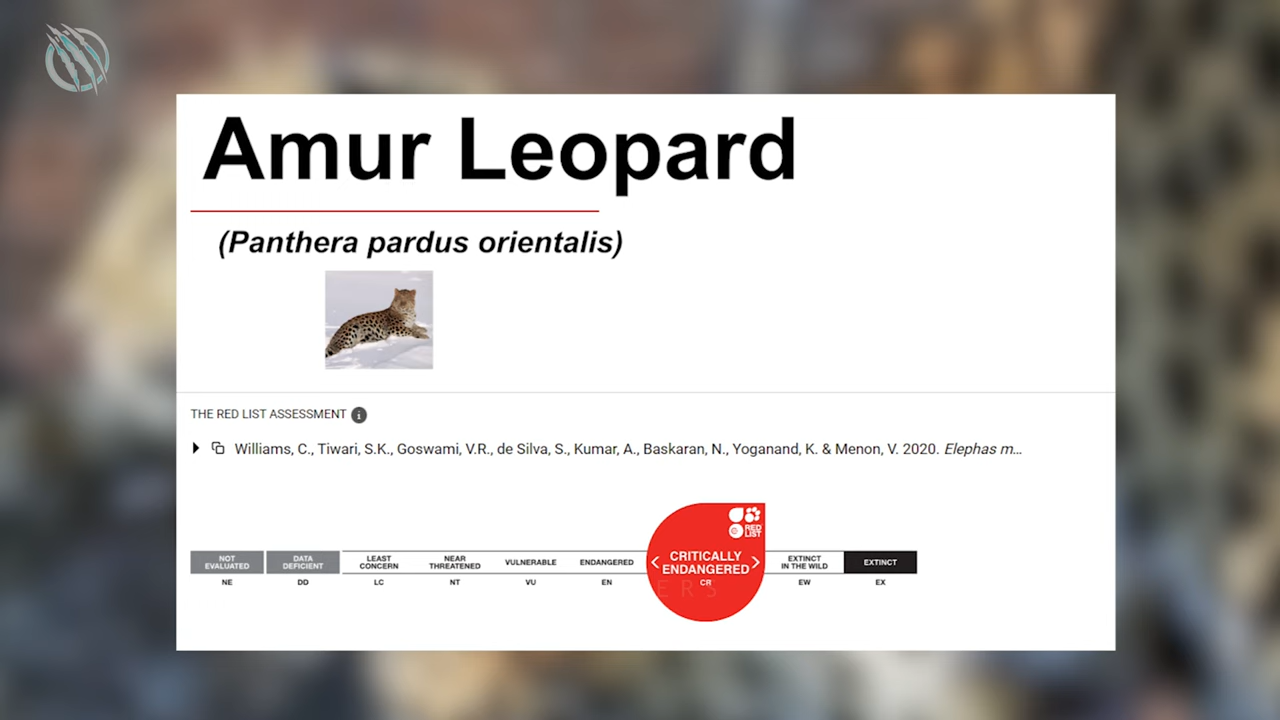 Amur Leopard
(Panthera pardus orientalis)
THE RED LIST ASSESSMENT i
Williams, C., Tiwari, S.K., Goswami, V.R., de Silva, S., Kumar, A., Baskaran, N., Yoganand, K. & Menon, V. 2020. Elephas m...
RED
LIST
NOT
EVALUATED
NE
DATA
DEFICIENT
DD
LEAST
CONCERN
LC
NEAR
THREATENED
NT
VULNERABLE
VU
ENDANGERED
EN
< CRITICALLY
ENDANGERED >
CR
ERS
EXTINCT
IN THE WILD
EW
EXTINCT
EX